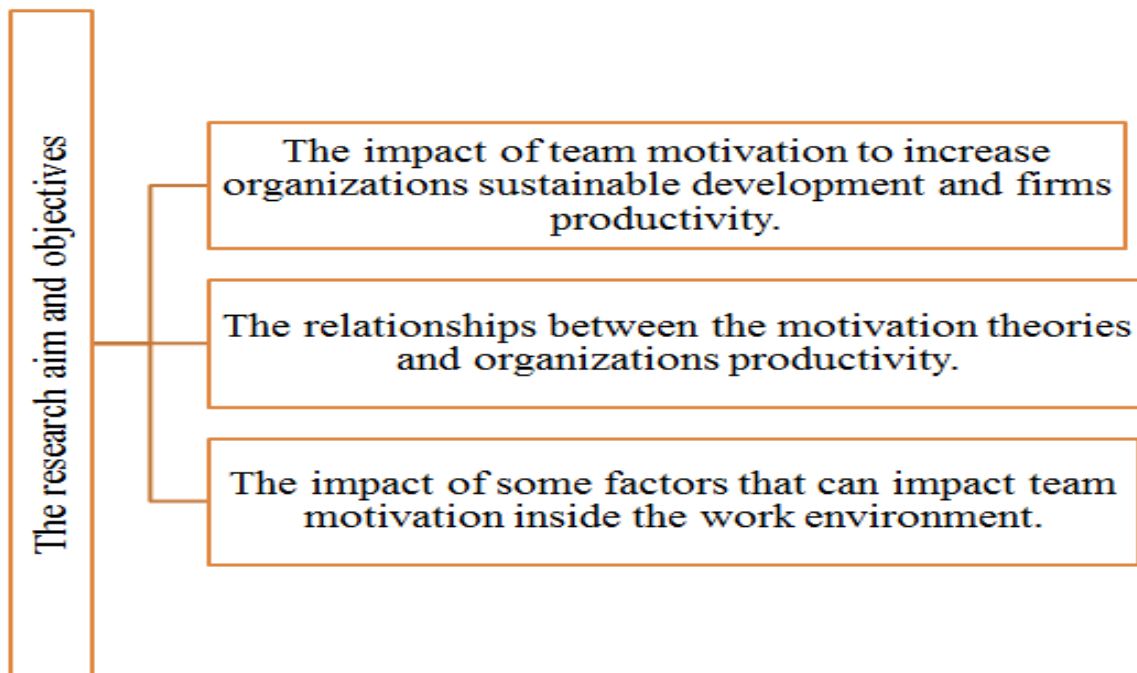 The research aim and objectives
The impact of team motivation to increase
organizations sustainable development and firms
productivity.
The relationships between the motivation theories
and organizations productivity.
The impact of some factors that can impact team
motivation inside the work environment.